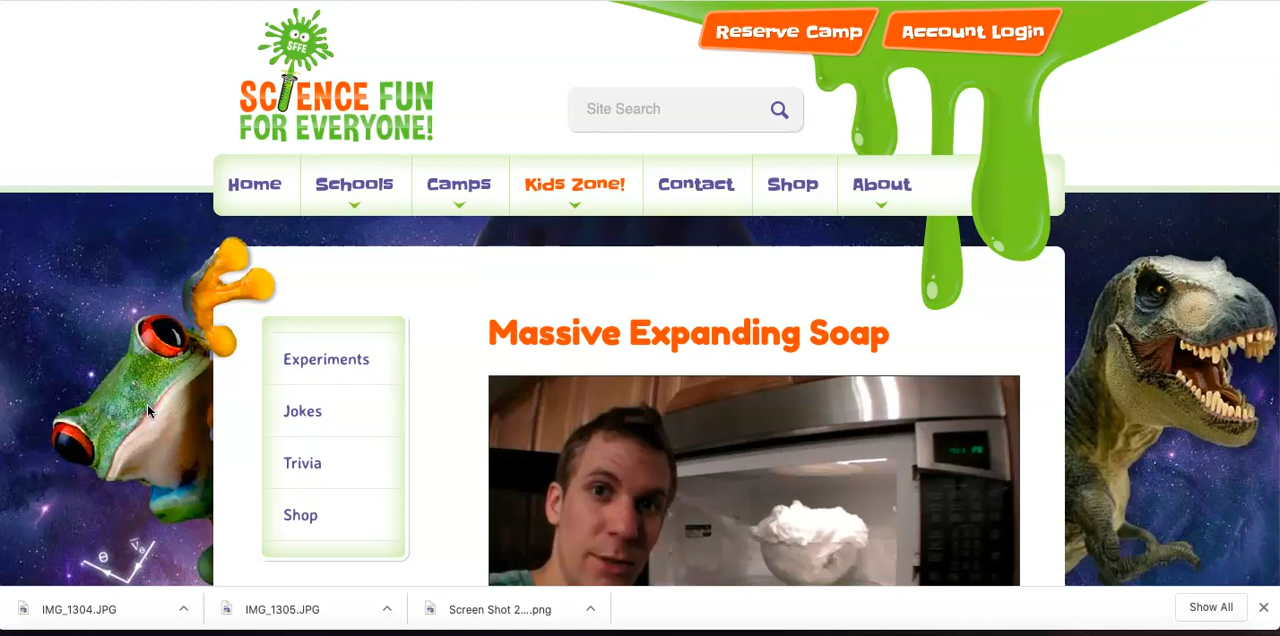 Reserve Camp
Account Login
SFFE
SCIENCE FUN
FOR EVERYONE!
Site Search
Home
Schools
Camps
Kids Zone!
Contact
Shop
About
Massive Expanding Soap
Experiments
Jokes
Trivia
Shop
IMG_1304.JPG
IMG_1305.JPG
Screen Shot 2....png
Show All